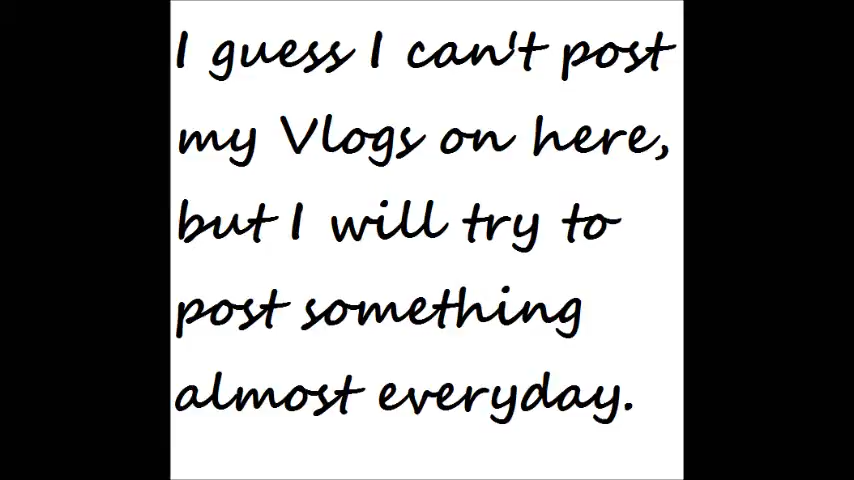 I guess I can't post
my Vlogs on here,
but I will try to
post something
almost everyday.